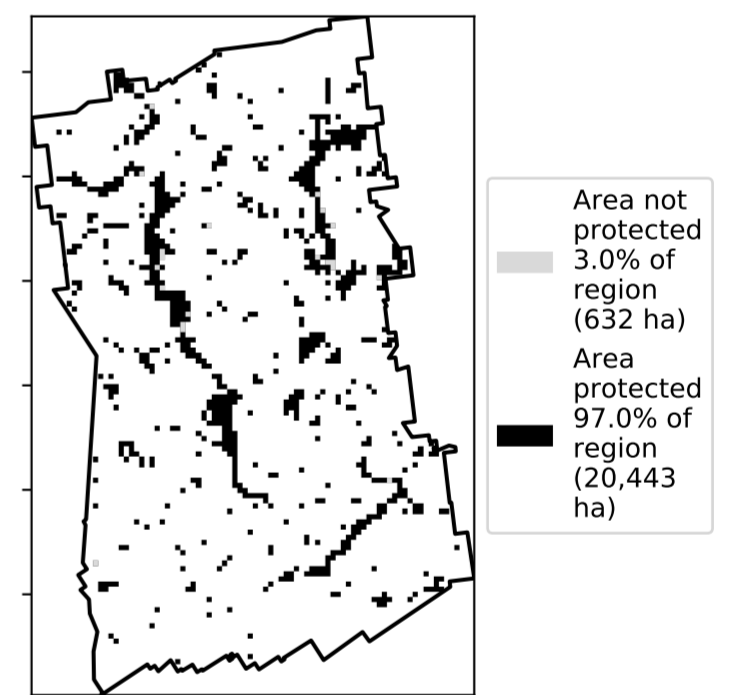 Area not
protected
3.0% of
region
(632 ha)
Area
protected
97.0% of
region
(20,443
ha)